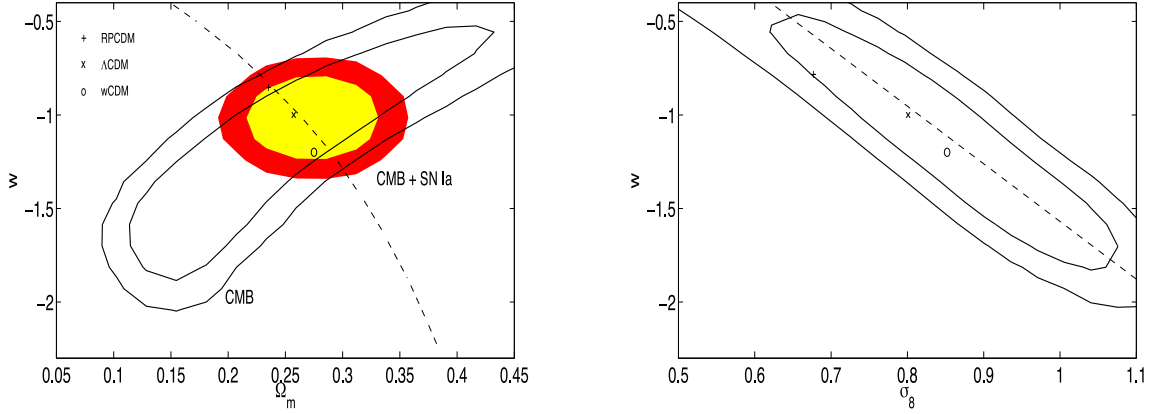 −0.5
−1
−1.5
−2
w
+ RPCDM
x ΛCDM
o wCDM
CMB + SN Ia
CMB
0.05 0.1 0.15 0.2 0.25 0.3 0.35 0.4 0.45
Ωm
−0.5
−1
−1.5
−2
w
0.5 0.6 0.7 0.8 0.9 1 1.1
σ8